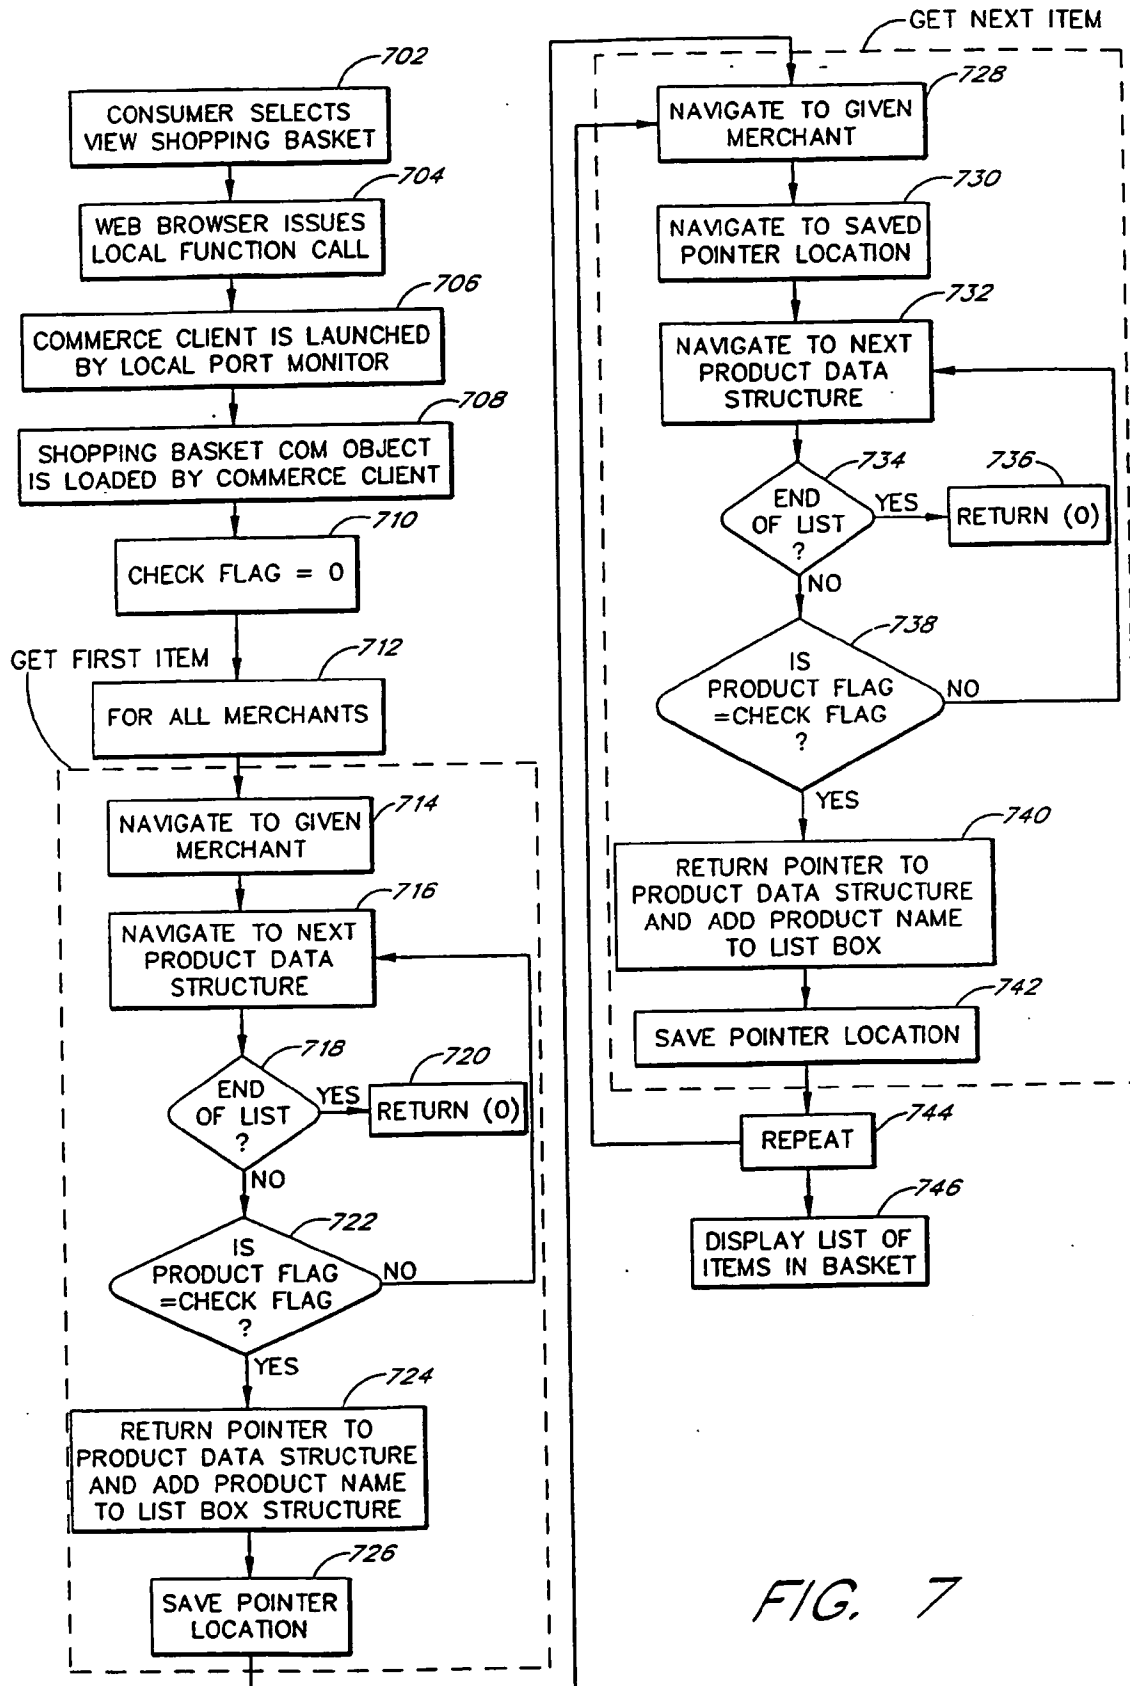 702
CONSUMER SELECTS
VIEW SHOPPING BASKET
704
WEB BROWSER ISSUES
LOCAL FUNCTION CALL
706
COMMERCE CLIENT IS LAUNCHED
BY LOCAL PORT MONITOR
708
SHOPPING BASKET COM OBJECT
IS LOADED BY COMMERCE CLIENT
710
CHECK FLAG = 0
GET FIRST ITEM
712
FOR ALL MERCHANTS
714
NAVIGATE TO GIVEN
MERCHANT
716
NAVIGATE TO NEXT
PRODUCT DATA
STRUCTURE
718
END
OF LIST
?
YES
720
RETURN (0)
NO
722
IS
PRODUCT FLAG
=CHECK FLAG
?
NO
YES
724
RETURN POINTER TO
PRODUCT DATA STRUCTURE
AND ADD PRODUCT NAME
TO LIST BOX STRUCTURE
726
SAVE POINTER
LOCATION
GET NEXT ITEM
728
NAVIGATE TO GIVEN
MERCHANT
730
NAVIGATE TO SAVED
POINTER LOCATION
732
NAVIGATE TO NEXT
PRODUCT DATA
STRUCTURE
734
END
OF LIST
?
YES
736
RETURN (0)
NO
738
IS
PRODUCT FLAG
=CHECK FLAG
?
NO
YES
740
RETURN POINTER TO
PRODUCT DATA STRUCTURE
AND ADD PRODUCT NAME
TO LIST BOX
742
SAVE POINTER LOCATION
744
REPEAT
746
DISPLAY LIST OF
ITEMS IN BASKET
FIG. 7